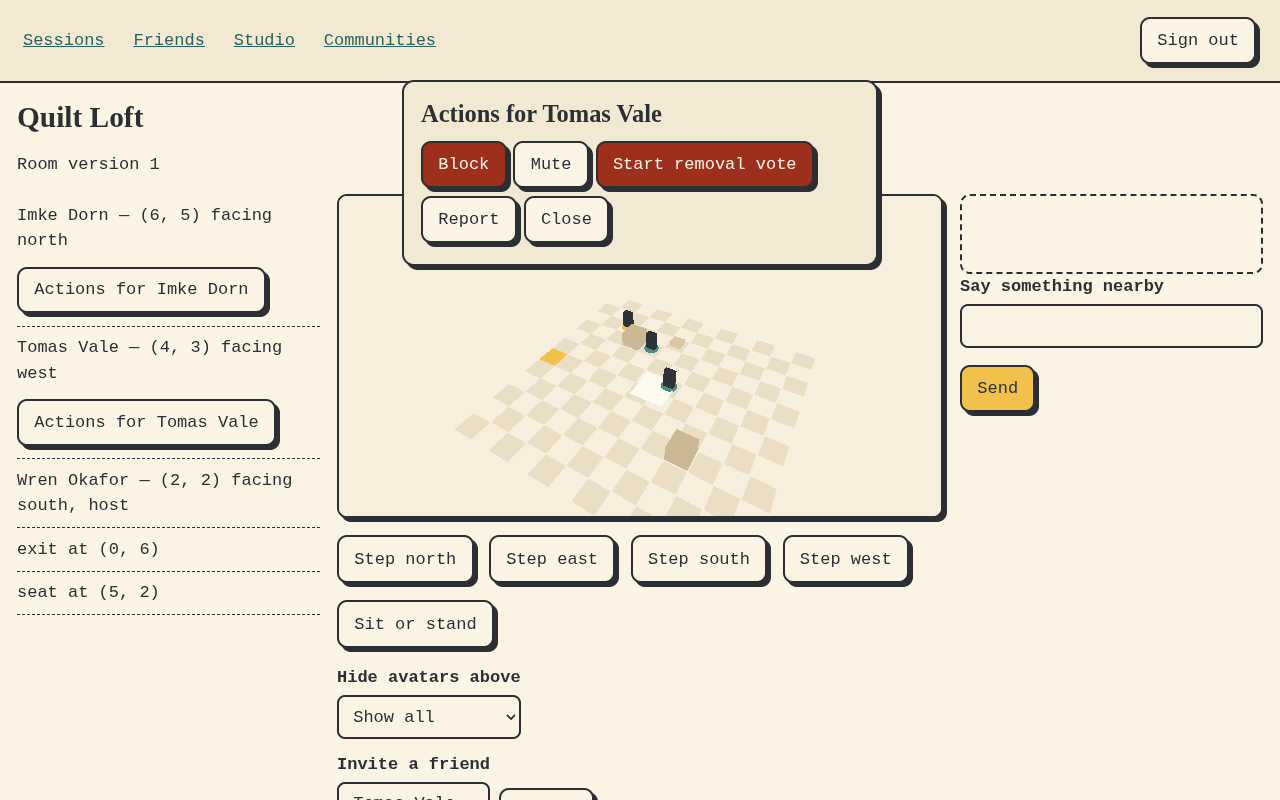 Sessions Friends Studio Communities Sign out
Quilt Loft
Room version 1
Actions for Tomas Vale
Block Mute Start removal vote
Report Close
Imke Dorn — (6, 5) facing
north
Actions for Imke Dorn
Tomas Vale — (4, 3) facing
west
Actions for Tomas Vale
Wren Okafor — (2, 2) facing
south, host
exit at (0, 6)
seat at (5, 2)
Step north Step east Step south Step west
Sit or stand
Hide avatars above
Show all
Invite a friend
Tomas Vale
Say something nearby
Send